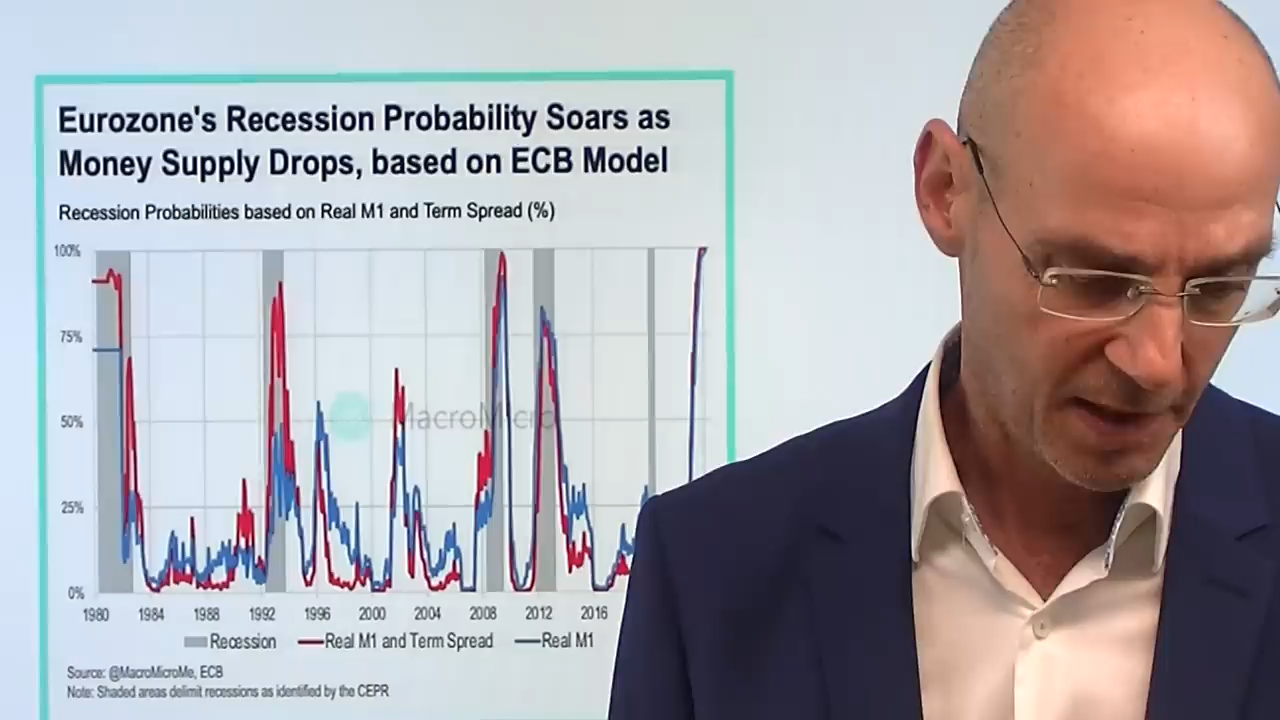 Eurozone's Recession Probability Soars as
Money Supply Drops, based on ECB Model
Recession Probabilities based on Real M1 and Term Spread (%)
100%
75%
50%
25%
0%
MacroMicro
1980 1984 1988 1992 1996 2000 2004 2008 2012 2016
Recession Real M1 and Term Spread Real M1
Source: @MacroMicroMe, ECB
Note: Shaded areas delimit recessions as identified by the CEPR